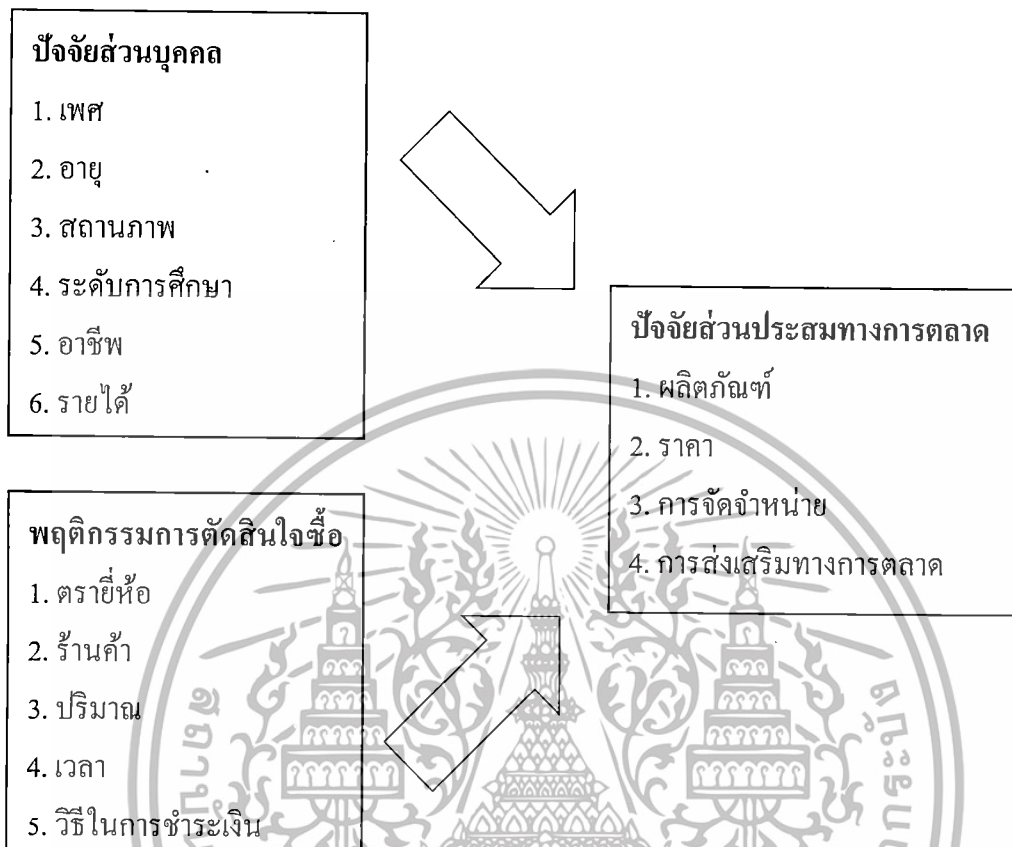 ปัจจัยส่วนบุคคล
1. เพศ
2. อายุ
3. สถานภาพ
4. ระดับการศึกษา
5. อาชีพ
6. รายได้
ปัจจัยส่วนประสมทางการตลาด
1. ผลิตภัณฑ์
2. ราคา
3. การจัดจำหน่าย
4. การส่งเสริมทางการตลาด
พฤติกรรมการตัดสินใจซื้อ
1. ตรายี่ห้อ
2. ร้านค้า
3. ปริมาณ
4. เวลา
5. วิธีในการชำระเงิน